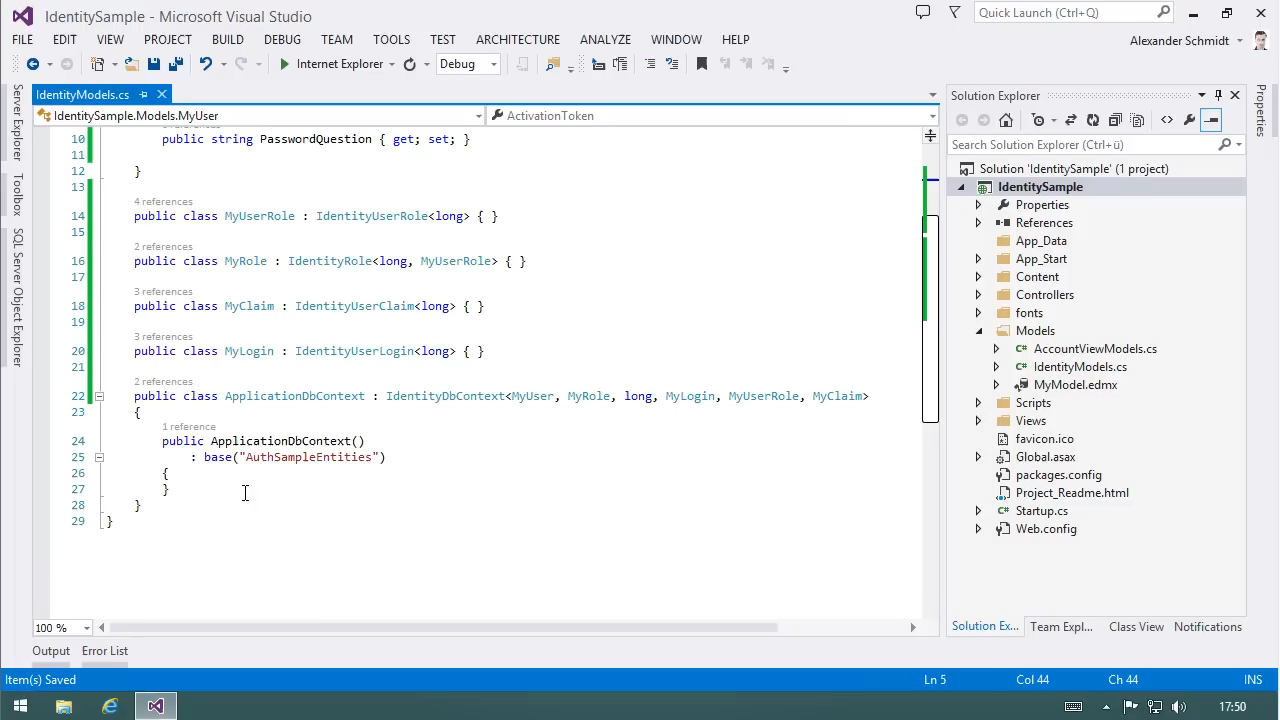 IdentitySample - Microsoft Visual Studio
Quick Launch (Ctrl+Q)
FILE EDIT VIEW PROJECT BUILD DEBUG TEAM TOOLS TEST ARCHITECTURE ANALYZE WINDOW HELP
Alexander Schmidt
Internet Explorer
Debug
Server Explorer
Toolbox
SQL Server Object Explorer
IdentityModels.cs
IdentitySample.Models.MyUser
ActivationToken
10 public string PasswordQuestion { get; set; }
11
12 }
13
4 references
14 public class MyUserRole : IdentityUserRole<long> { }
15
2 references
16 public class MyRole : IdentityRole<long, MyUserRole> { }
17
3 references
18 public class MyClaim : IdentityUserClaim<long> { }
19
3 references
20 public class MyLogin : IdentityUserLogin<long> { }
21
2 references
22 public class ApplicationDbContext : IdentityDbContext<MyUser, MyRole, long, MyLogin, MyUserRole, MyClaim>
23 {
1 reference
24 public ApplicationDbContext()
25 : base("AuthSampleEntities")
26 {
27 }
28 }
29 }
100 %
Output Error List
Solution Explorer
Search Solution Explorer (Ctrl+ü)
Solution 'IdentitySample' (1 project)
IdentitySample
Properties
References
App_Data
App_Start
Content
Controllers
fonts
Models
AccountViewModels.cs
IdentityModels.cs
MyModel.edmx
Scripts
Views
favicon.ico
Global.asax
packages.config
Project_Readme.html
Startup.cs
Web.config
Solution Ex... Team Expl... Class View Notifications
Properties
Item(s) Saved
Ln 5 Col 44 Ch 44 INS
17:50